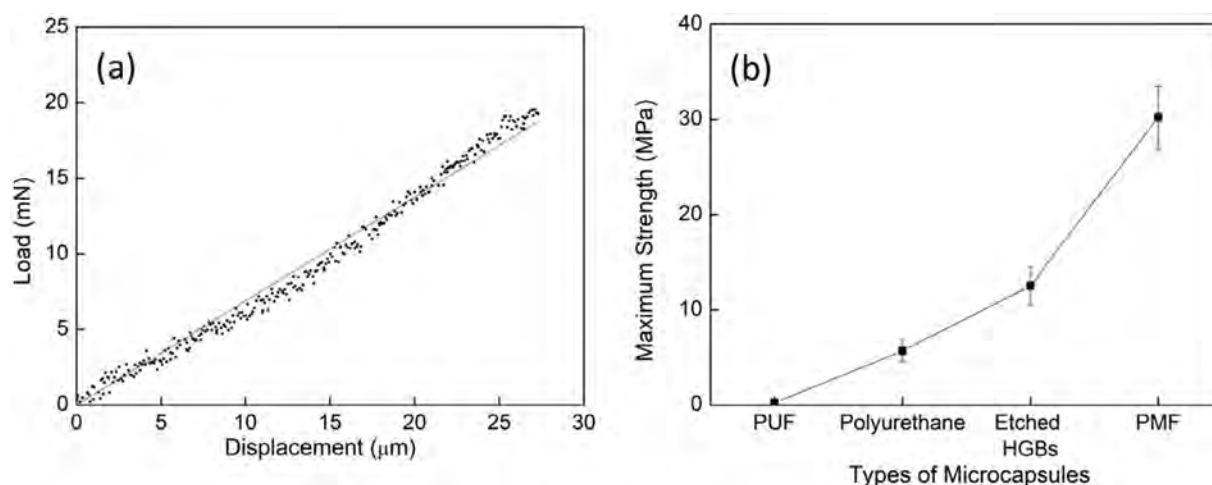 (a)
Load (mN)
25
20
15
10
5
0
0 5 10 15 20 25 30
Displacement (μm)
(b)
Maximum Strength (MPa)
40
30
20
10
0
PUF Polyurethane Etched PMF
HGBs
Types of Microcapsules